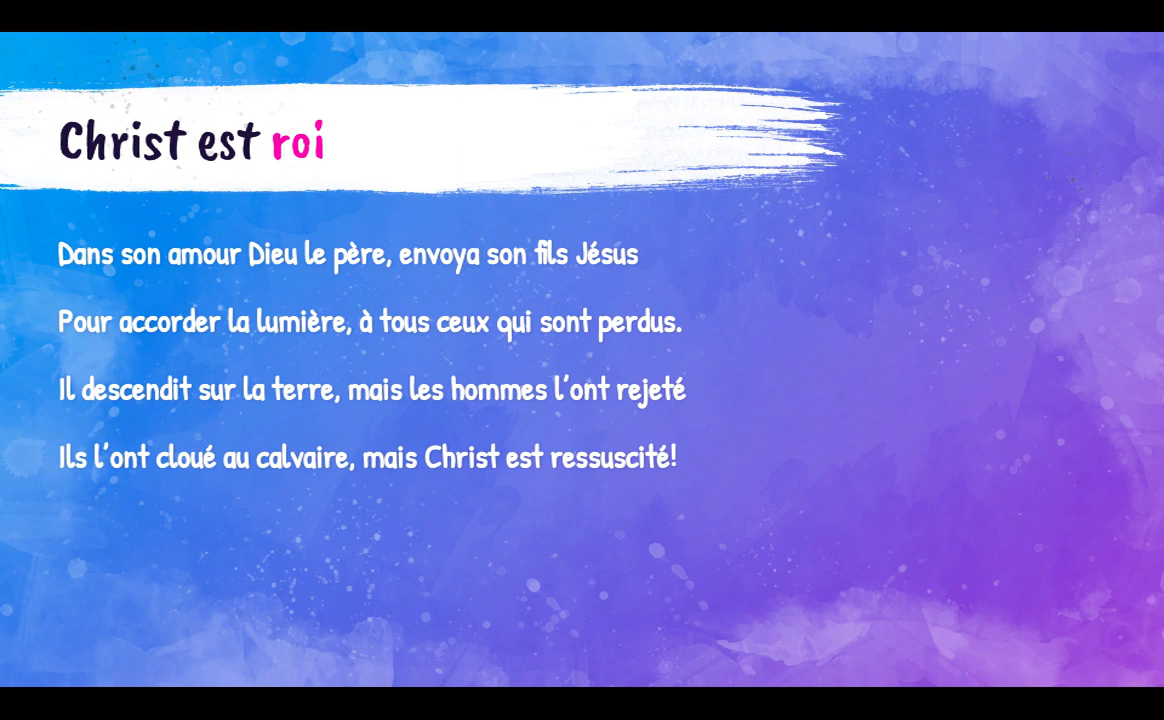 Christ est roi
Dans son amour Dieu le père, envoya son fils Jésus
Pour accorder la lumière, à tous ceux qui sont perdus.
Il descendit sur la terre, mais les hommes l’ont rejeté
Ils l’ont cloué au calvaire, mais Christ est ressuscité!